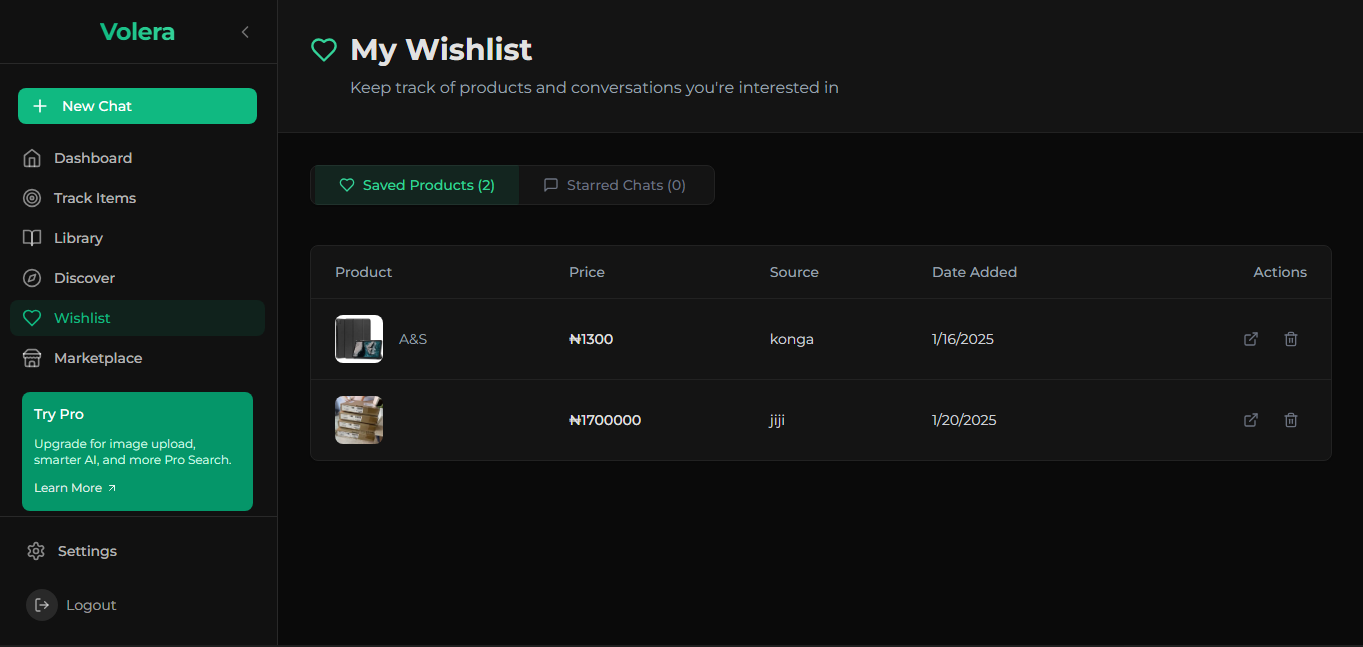 Volera
New Chat
Dashboard
Track Items
Library
Discover
Wishlist
Marketplace
Try Pro
Upgrade for image upload,
smarter AI, and more Pro Search.
Learn More
Settings
Logout
My Wishlist
Keep track of products and conversations you're interested in
Saved Products (2)
Starred Chats (0)
Product Price Source Date Added Actions
A&S ₦1300 konga 1/16/2025
₦1700000 jiji 1/20/2025